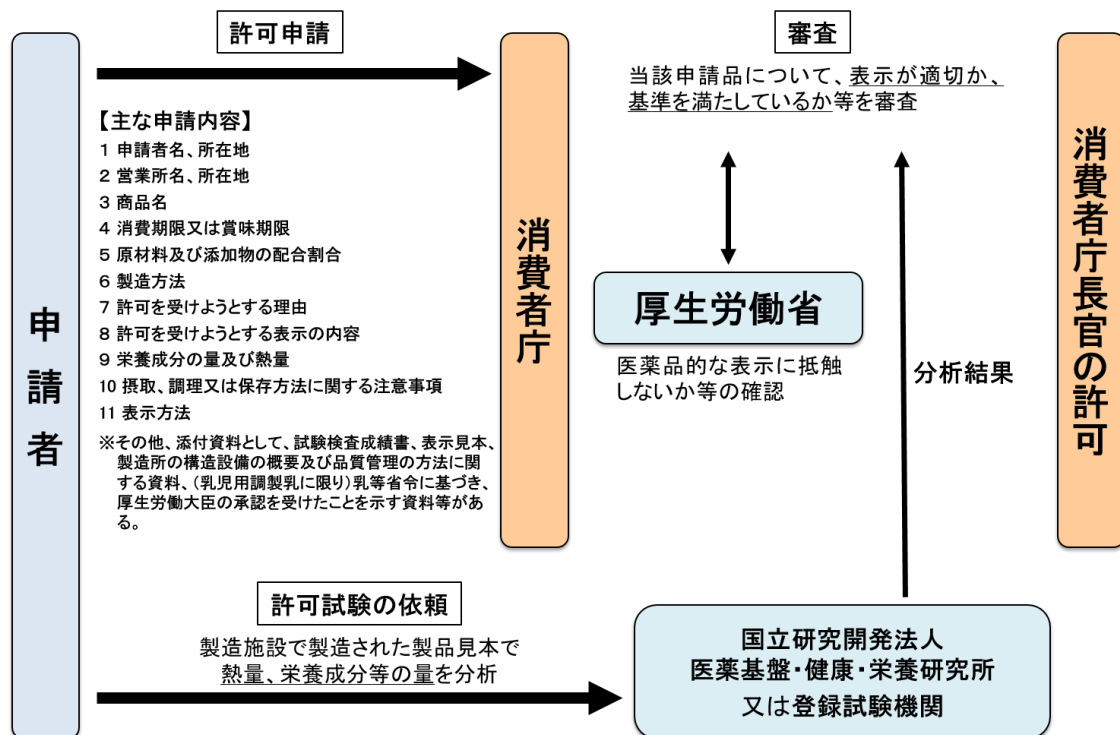 許可申請
審査
申請者
消費者庁
消費者庁長官の許可
当該申請品について、表示が適切か、
基準を満たしているか等を審査
【主な申請内容】
1 申請者名、所在地
2 営業所名、所在地
3 商品名
4 消費期限又は賞味期限
5 原材料及び添加物の配合割合
6 製造方法
7 許可を受けようとする理由
8 許可を受けようとする表示の内容
9 栄養成分の量及び熱量
10 摂取、調理又は保存方法に関する注意事項
11 表示方法
※その他、添付資料として、試験検査成績書、表示見本、
製造所の構造設備の概要及び品質管理の方法に関
する資料、（乳児用調製乳に限り）乳等省令に基づき、
厚生労働大臣の承認を受けたことを示す資料等があ
る。
厚生労働省
医薬品的な表示に抵触
しないか等の確認
分析結果
許可試験の依頼
製造施設で製造された製品見本で
熱量、栄養成分等の量を分析
国立研究開発法人
医薬基盤・健康・栄養研究所
又は登録試験機関